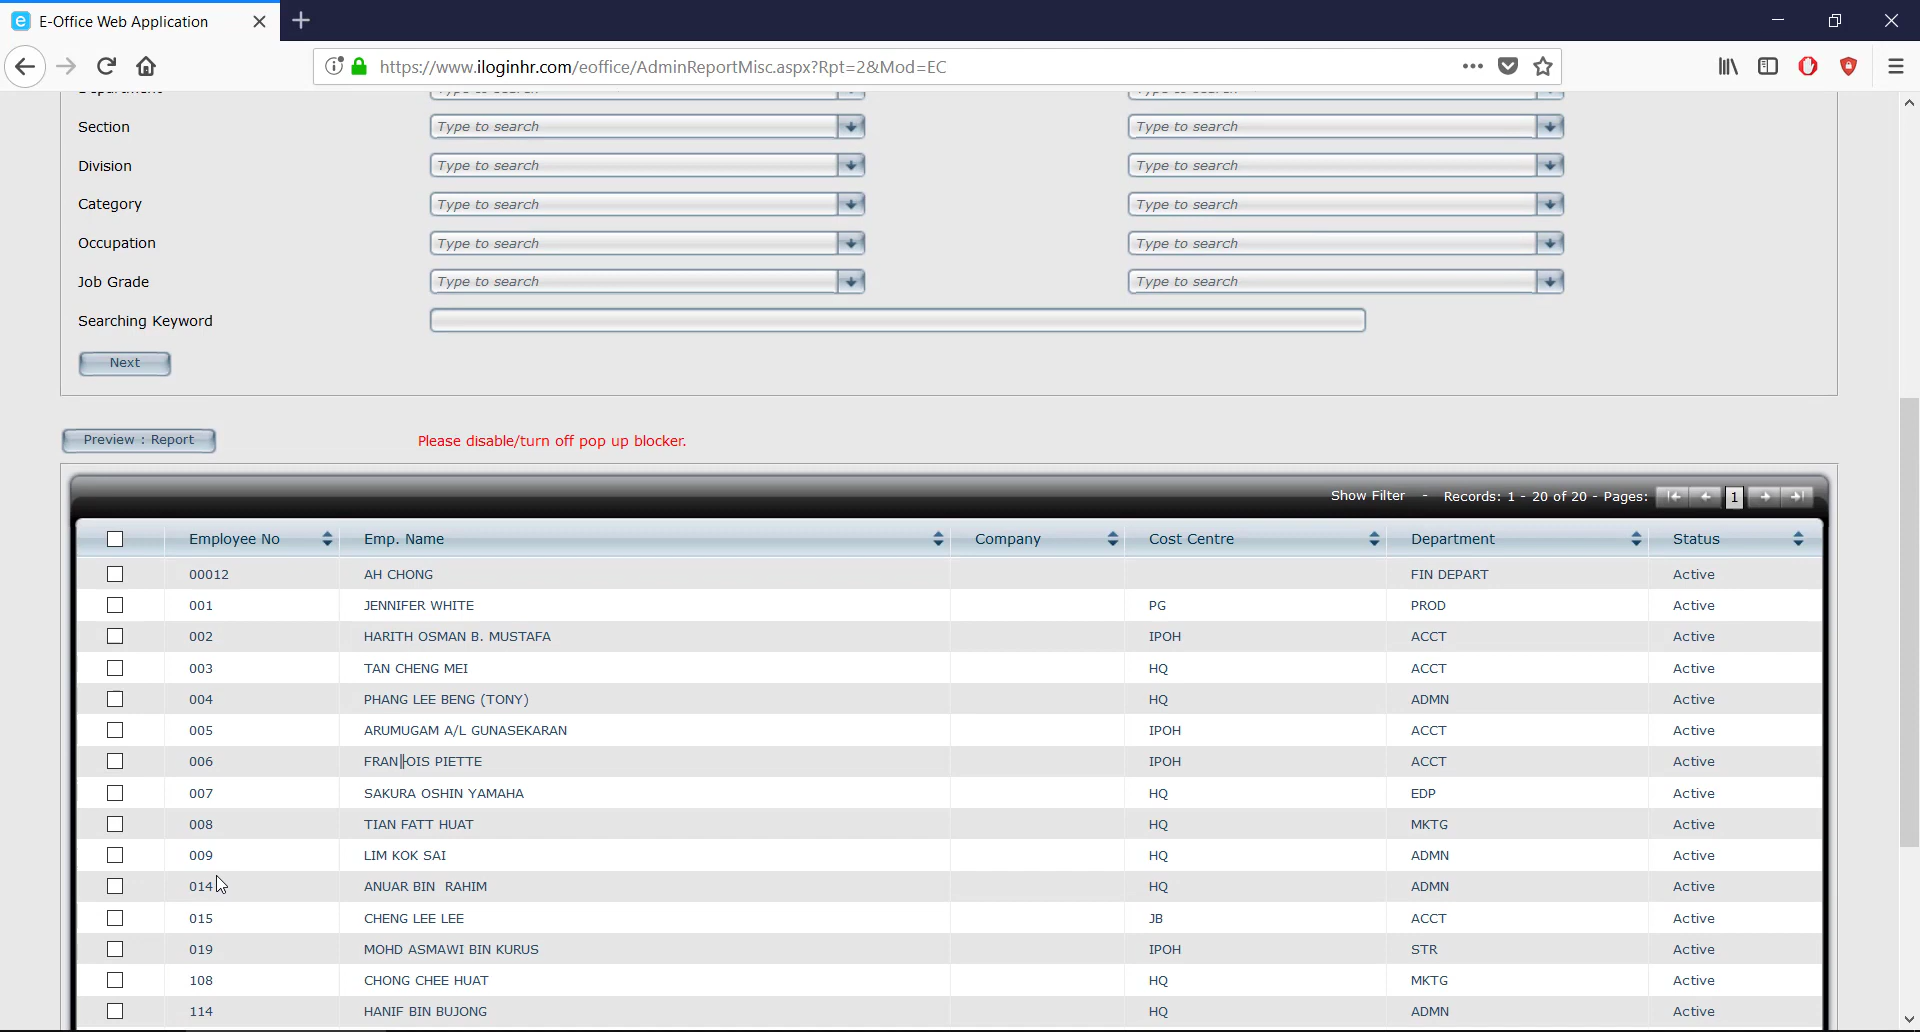 E-Office Web Application
https://www.iloginhr.com/eoffice/AdminReportMisc.aspx?Rpt=2&Mod=EC
Department Type to search Type to search
Section Type to search Type to search
Division Type to search Type to search
Category Type to search Type to search
Occupation Type to search Type to search
Job Grade Type to search Type to search
Searching Keyword
Next
Preview : Report Please disable/turn off pop up blocker.
Show Filter - Records: 1 - 20 of 20 - Pages: 1
Employee No Emp. Name Company Cost Centre Department Status
00012 AH CHONG FIN DEPART Active
001 JENNIFER WHITE PG PROD Active
002 HARITH OSMAN B. MUSTAFA IPOH ACCT Active
003 TAN CHENG MEI HQ ACCT Active
004 PHANG LEE BENG (TONY) HQ ADMN Active
005 ARUMUGAM A/L GUNASEKARAN IPOH ACCT Active
006 FRAN╟OIS PIETTE IPOH ACCT Active
007 SAKURA OSHIN YAMAHA HQ EDP Active
008 TIAN FATT HUAT HQ MKTG Active
009 LIM KOK SAI HQ ADMN Active
014 ANUAR BIN  RAHIM HQ ADMN Active
015 CHENG LEE LEE JB ACCT Active
019 MOHD ASMAWI BIN KURUS IPOH STR Active
108 CHONG CHEE HUAT HQ MKTG Active
114 HANIF BIN BUJONG HQ ADMN Active